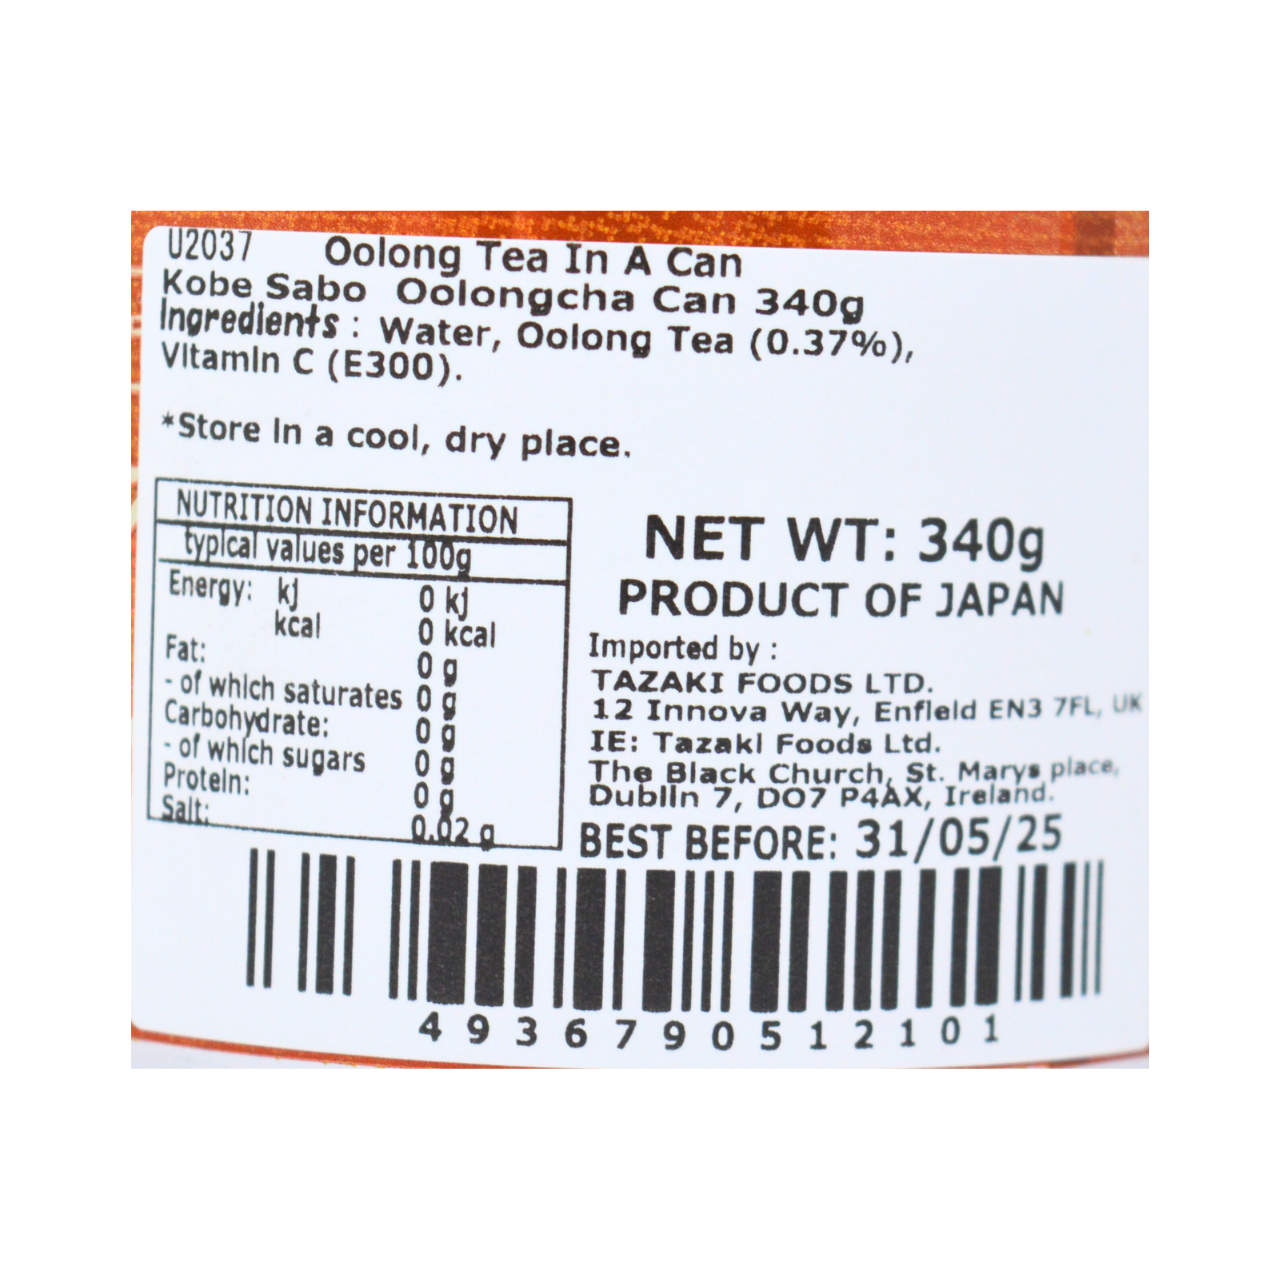 U2037 Oolong Tea In A Can
Kobe Sabo Oolongcha Can 340g
Ingredients : Water, Oolong Tea (0.37%),
Vitamin C (E300).
*Store in a cool, dry place.
NUTRITION INFORMATION
typical values per 100g
Energy: kj 0 kj
kcal 0 kcal
Fat: 0 g
- of which saturates 0 g
Carbohydrate: 0 g
- of which sugars 0 g
Protein: 0 g
Salt: 0.02 g
NET WT: 340g
PRODUCT OF JAPAN
Imported by :
TAZAKI FOODS LTD.
12 Innova Way, Enfield EN3 7FL, UK
IE: Tazaki Foods Ltd.
The Black Church, St. Marys place,
Dublin 7, DO7 P4AX, Ireland.
BEST BEFORE: 31/05/25
4936790512101